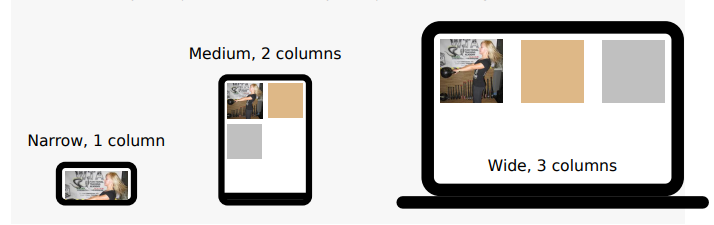 Medium, 2 columns
Narrow, 1 column
Wide, 3 columns